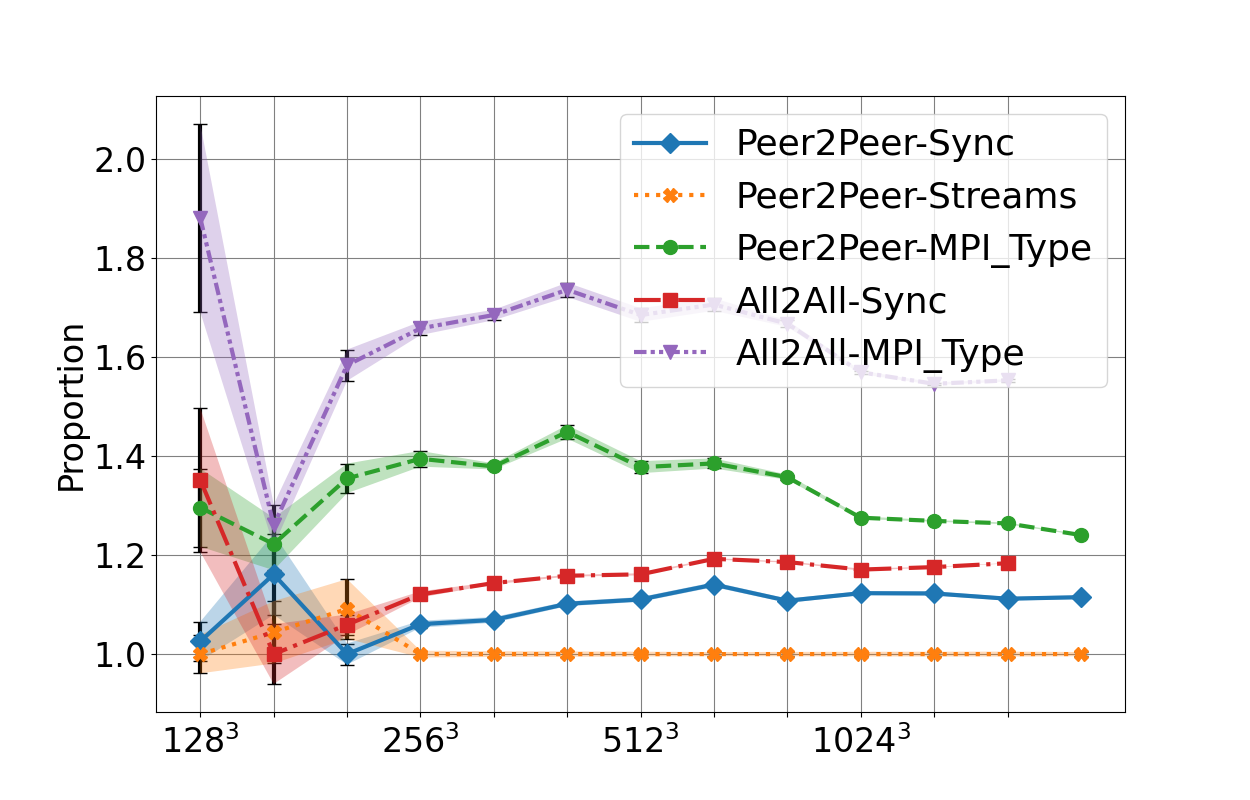 Proportion
2.0
1.8
1.6
1.4
1.2
1.0
128³
256³
512³
1024³
Peer2Peer-Sync
Peer2Peer-Streams
Peer2Peer-MPI_Type
All2All-Sync
All2All-MPI_Type